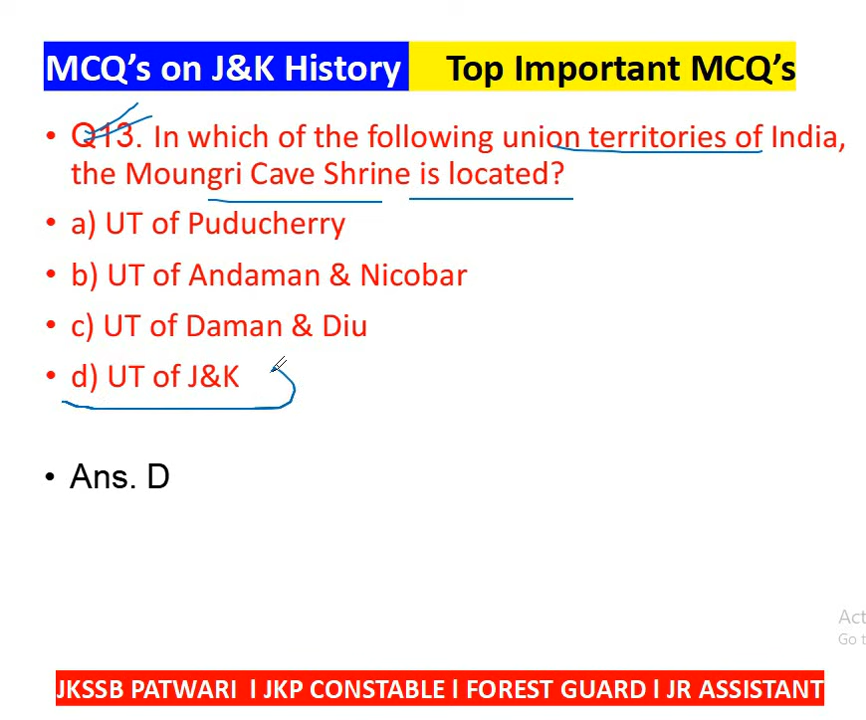 MCQ's on J&K History Top Important MCQ's
• Q13. In which of the following union territories of India,
the Moungri Cave Shrine is located?
• a) UT of Puducherry
• b) UT of Andaman & Nicobar
• c) UT of Daman & Diu
• d) UT of J&K
• Ans. D
Act
Go t
JKSSB PATWARI I JKP CONSTABLE l FOREST GUARD l JR ASSISTANT